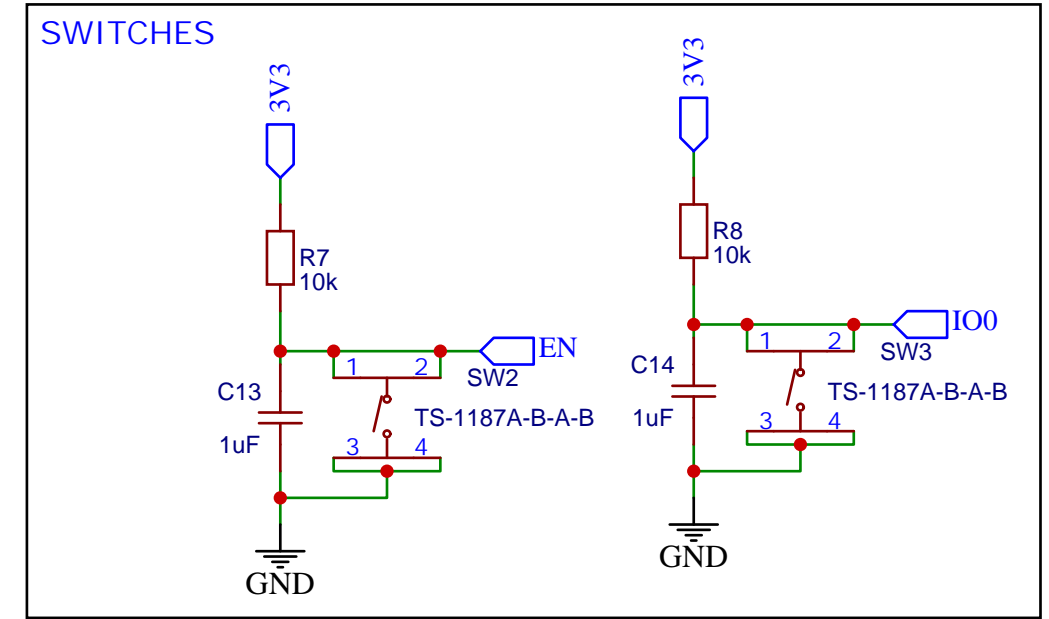 SWITCHES
3V3
R7
10k
C13
1uF
1 2
EN
SW2
TS-1187A-B-A-B
3 4
GND
3V3
R8
10k
C14
1uF
1 2
IO0
SW3
TS-1187A-B-A-B
3 4
GND